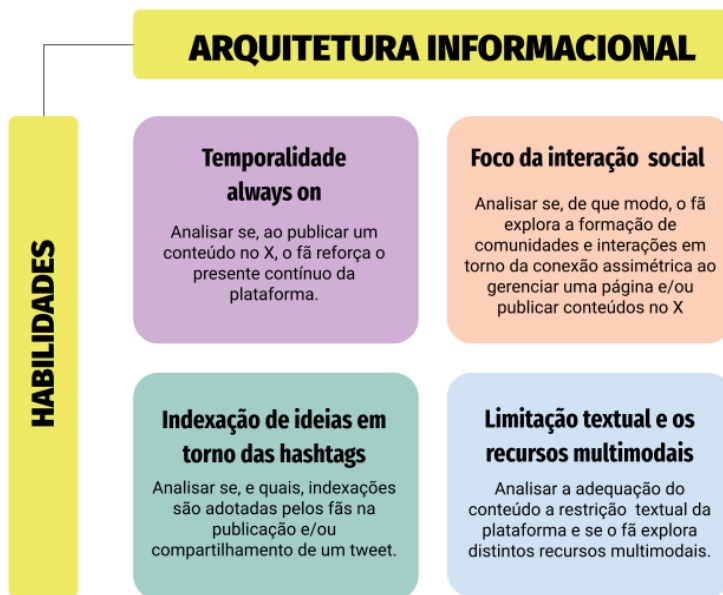 ARQUITETURA INFORMACIONAL
HABILIDADES
Temporalidade
always on
Analisar se, ao publicar um
conteúdo no X, o fã reforça o
presente contínuo da
plataforma.
Foco da interação social
Analisar se, de que modo, o fã
explora a formação de
comunidades e interações em
torno da conexão assimétrica ao
gerenciar uma página e/ou
publicar conteúdos no X
Indexação de ideias em
torno das hashtags
Analisar se, e quais, indexações
são adotadas pelos fãs na
publicação e/ou
compartilhamento de um tweet.
Limitação textual e os
recursos multimodais
Analisar a adequação do
conteúdo a restrição textual da
plataforma e se o fã explora
distintos recursos multimodais.